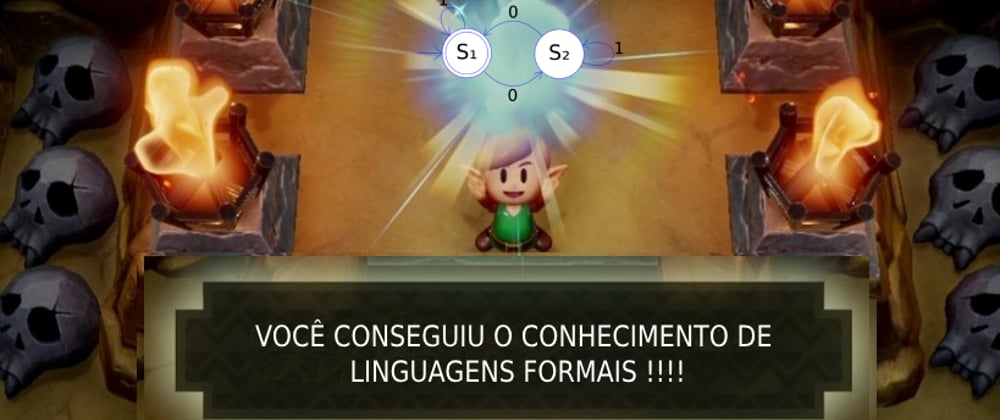 1
0
S₁
S₂
1
0
VOCÊ CONSEGUIU O CONHECIMENTO DE
LINGUAGENS FORMAIS !!!!